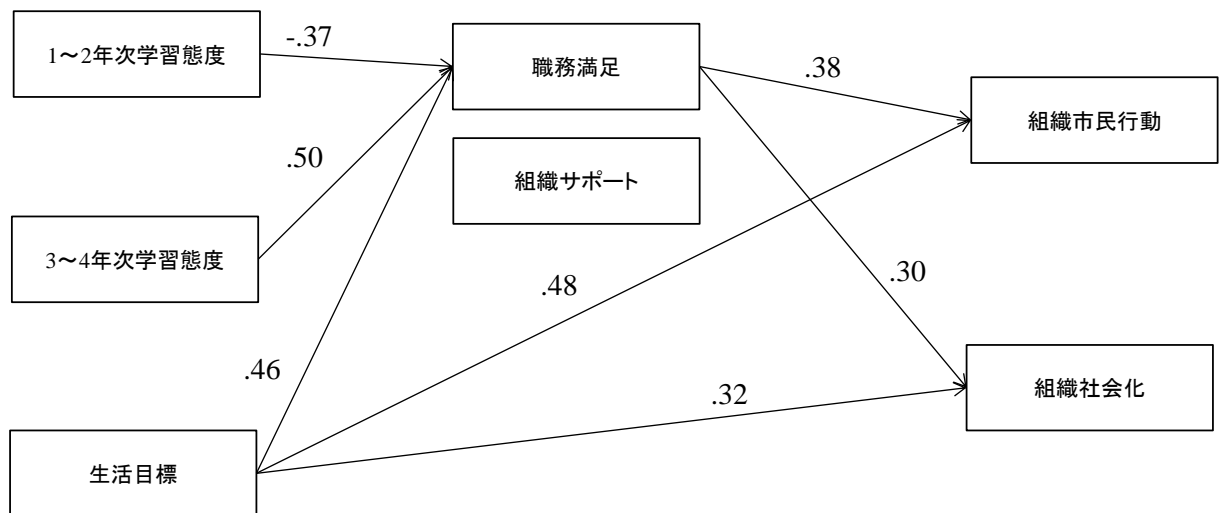 1～2年次学習態度
-.37
職務満足
.38
組織市民行動
.50
組織サポート
3～4年次学習態度
.48
.30
.46
.32
組織社会化
生活目標